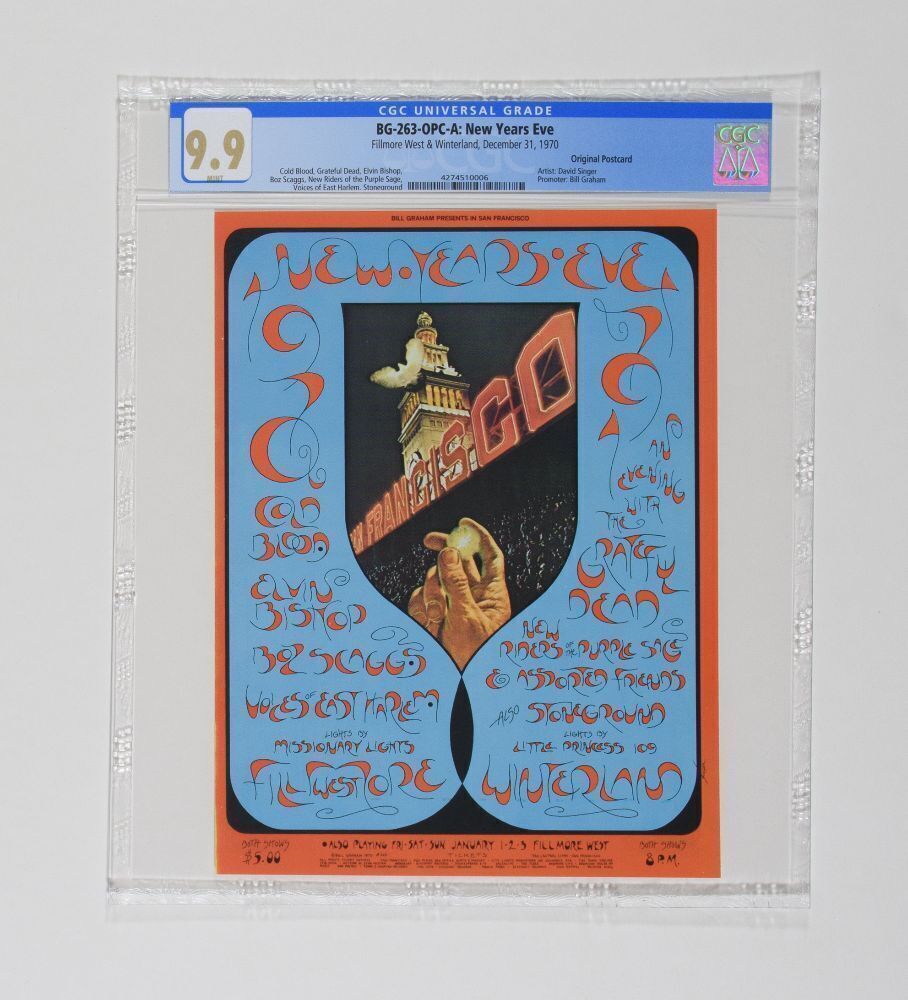 CGC UNIVERSAL GRADE
9.9
MINT
BG-263-OPC-A: New Years Eve
Fillmore West & Winterland, December 31, 1970
Original Postcard
Cold Blood, Grateful Dead, Elvin Bishop,
Boz Scaggs, New Riders of the Purple Sage,
Voices of East Harlem, Stoneground
4274510006
Artist: David Singer
Promoter: Bill Graham
CGC
BILL GRAHAM PRESENTS IN SAN FRANCISCO
NEW·YEARS·EVE
1970
1971
FRANCISCO
COLD
BLOOD
ELVIN
BISHOP
BOZ SCAGGS
VOICES OF EAST HARLEM
LIGHTS BY
MISSIONARY LIGHTS
FILLMORE
WEST
AN
EVENING
WITH
THE
GRATEFUL
DEAD
NEW
RIDERS OF THE PURPLE SAGE
& ASSORTED FRIENDS
ALSO STONEGROUND
LIGHTS BY
LITTLE PRINCESS 109
WINTERLAND
BOTH SHOWS
$5.00
•ALSO PLAYING FRI·SAT·SUN JANUARY 1·2·3 FILLMORE WEST
TICKETS
BOTH SHOWS
8 P.M.